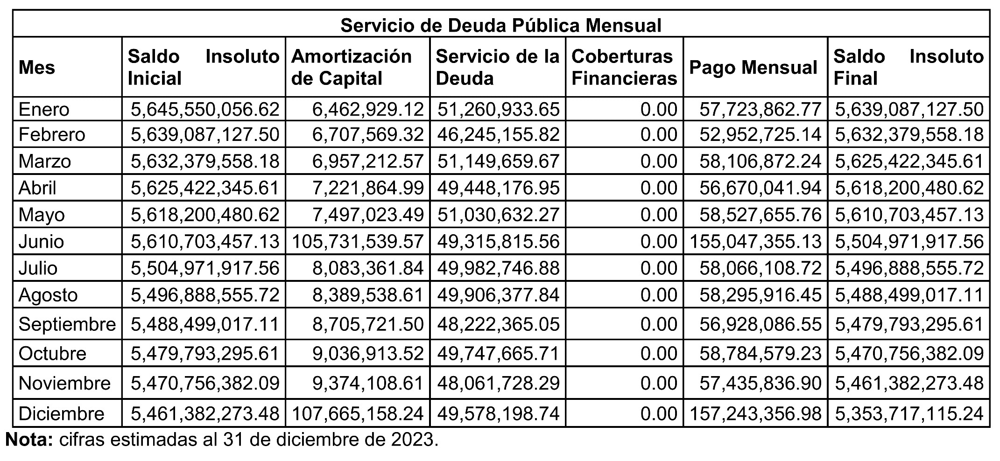 Servicio de Deuda Pública Mensual
Mes Saldo Insoluto Inicial Amortización de Capital Servicio de la Deuda Coberturas Financieras Pago Mensual Saldo Insoluto Final
Enero 5,645,550,056.62 6,462,929.12 51,260,933.65 0.00 57,723,862.77 5,639,087,127.50
Febrero 5,639,087,127.50 6,707,569.32 46,245,155.82 0.00 52,952,725.14 5,632,379,558.18
Marzo 5,632,379,558.18 6,957,212.57 51,149,659.67 0.00 58,106,872.24 5,625,422,345.61
Abril 5,625,422,345.61 7,221,864.99 49,448,176.95 0.00 56,670,041.94 5,618,200,480.62
Mayo 5,618,200,480.62 7,497,023.49 51,030,632.27 0.00 58,527,655.76 5,610,703,457.13
Junio 5,610,703,457.13 105,731,539.57 49,315,815.56 0.00 155,047,355.13 5,504,971,917.56
Julio 5,504,971,917.56 8,083,361.84 49,982,746.88 0.00 58,066,108.72 5,496,888,555.72
Agosto 5,496,888,555.72 8,389,538.61 49,906,377.84 0.00 58,295,916.45 5,488,499,017.11
Septiembre 5,488,499,017.11 8,705,721.50 48,222,365.05 0.00 56,928,086.55 5,479,793,295.61
Octubre 5,479,793,295.61 9,036,913.52 49,747,665.71 0.00 58,784,579.23 5,470,756,382.09
Noviembre 5,470,756,382.09 9,374,108.61 48,061,728.29 0.00 57,435,836.90 5,461,382,273.48
Diciembre 5,461,382,273.48 107,665,158.24 49,578,198.74 0.00 157,243,356.98 5,353,717,115.24
Nota: cifras estimadas al 31 de diciembre de 2023.